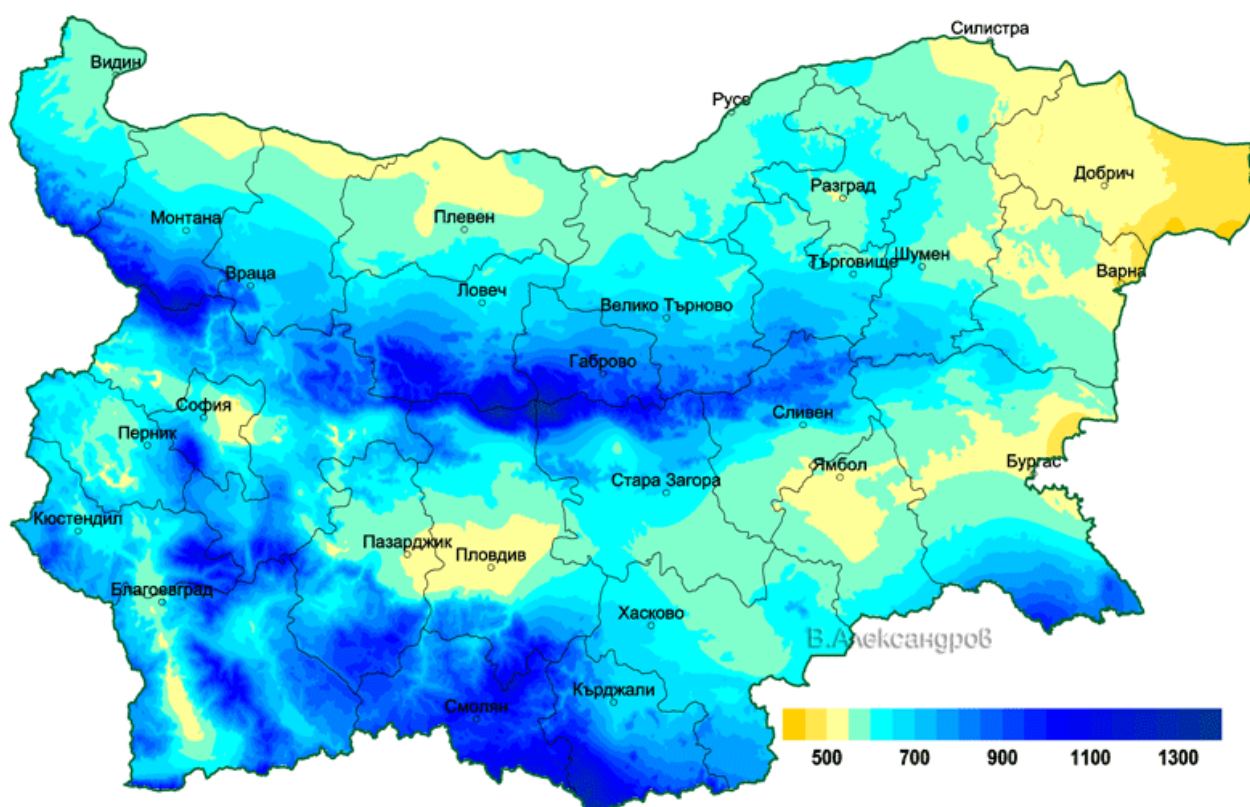 Силистра
Видин
Русе
Добрич
Разград
Монтана
Плевен
Търговище
Шумен
Варна
Враца
Ловеч
Велико Търново
Габрово
София
Перник
Сливен
Ямбол
Бургас
Стара Загора
Кюстендил
Пазарджик
Пловдив
Благоевград
Хасково
В.Александров
Кърджали
Смолян
500 700 900 1100 1300